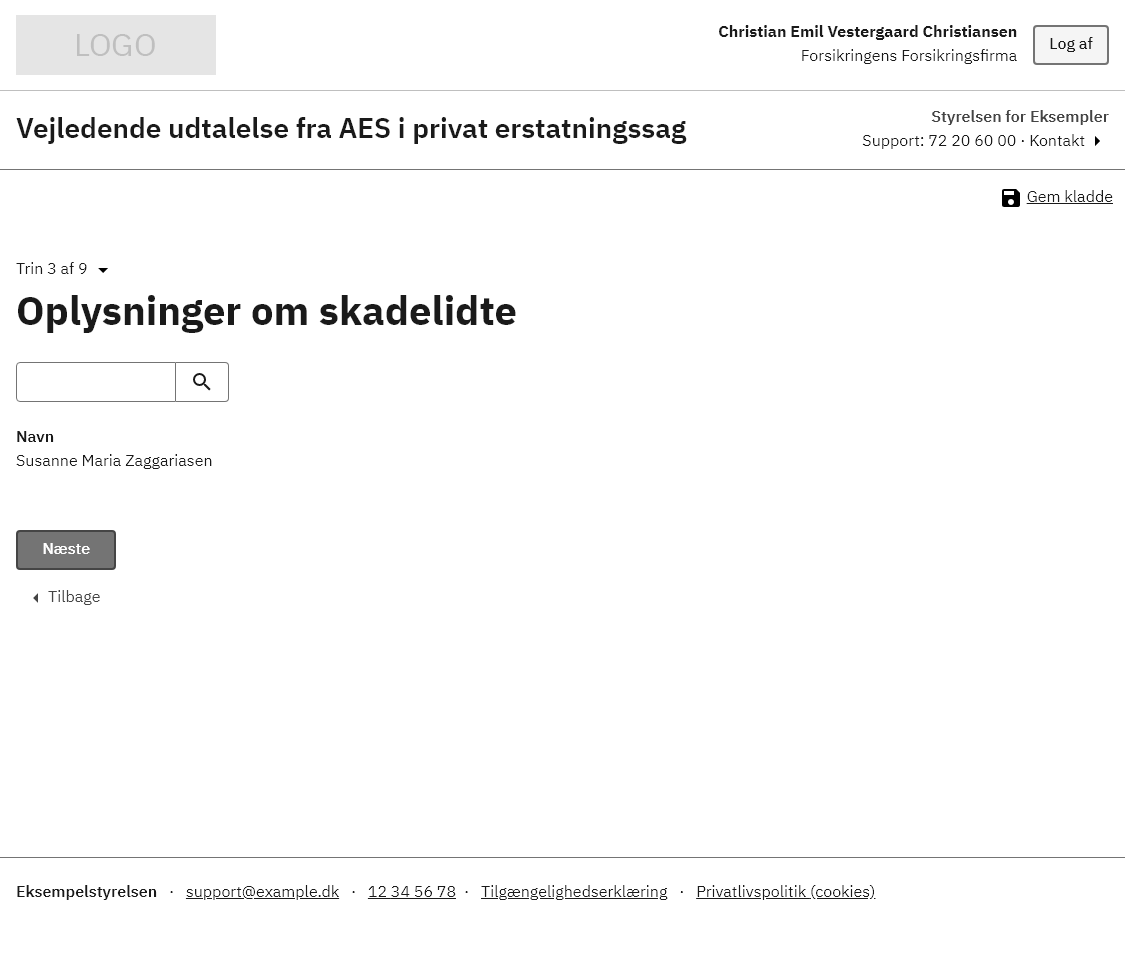 LOGO
Christian Emil Vestergaard Christiansen
Forsikringens Forsikringsfirma
Log af
Vejledende udtalelse fra AES i privat erstatningssag
Styrelsen for Eksempler
Support: 72 20 60 00 · Kontakt
Gem kladde
Trin 3 af 9
Oplysninger om skadelidte
Navn
Susanne Maria Zaggariasen
Næste
Tilbage
Eksempelstyrelsen · support@example.dk · 12 34 56 78 · Tilgængelighedserklæring · Privatlivspolitik (cookies)